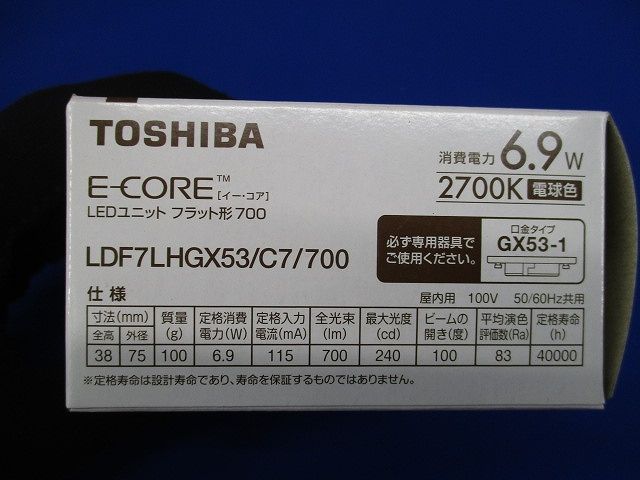 TOSHIBA
消費電力 6.9W
E-CORE™ [イー・コア]
2700K 電球色
LEDユニット フラット形700
LDF7LHGX53/C7/700
必ず専用器具で
ご使用ください。
口金タイプ
GX53-1
仕様
屋内用 100V 50/60Hz共用
寸法(mm) 質量(g) 定格消費電力(W) 定格入力電流(mA) 全光束(lm) 最大光度(cd) ビームの開き(度) 平均演色評価数(Ra) 定格寿命(h)
全高 外径
38 75 100 6.9 115 700 240 100 83 40000
※定格寿命は設計寿命であり、寿命を保証するものではありません。